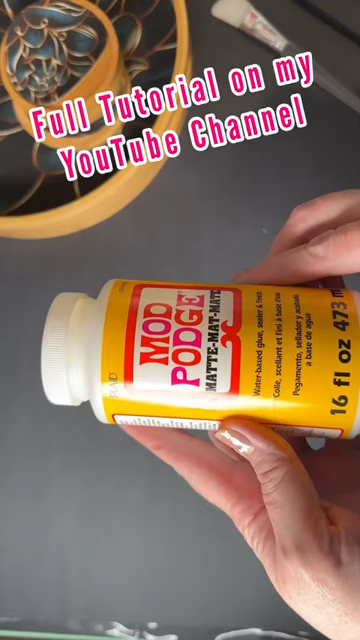 Full Tutorial on my
YouTube Channel
MOD
PODGE
MATTE-MAT-MATE
Water-based glue, sealer & finish
Colle, scellant et fini à base d'eau
Pegamento, sellador y acabado
a base de agua
16 fl oz 473 m